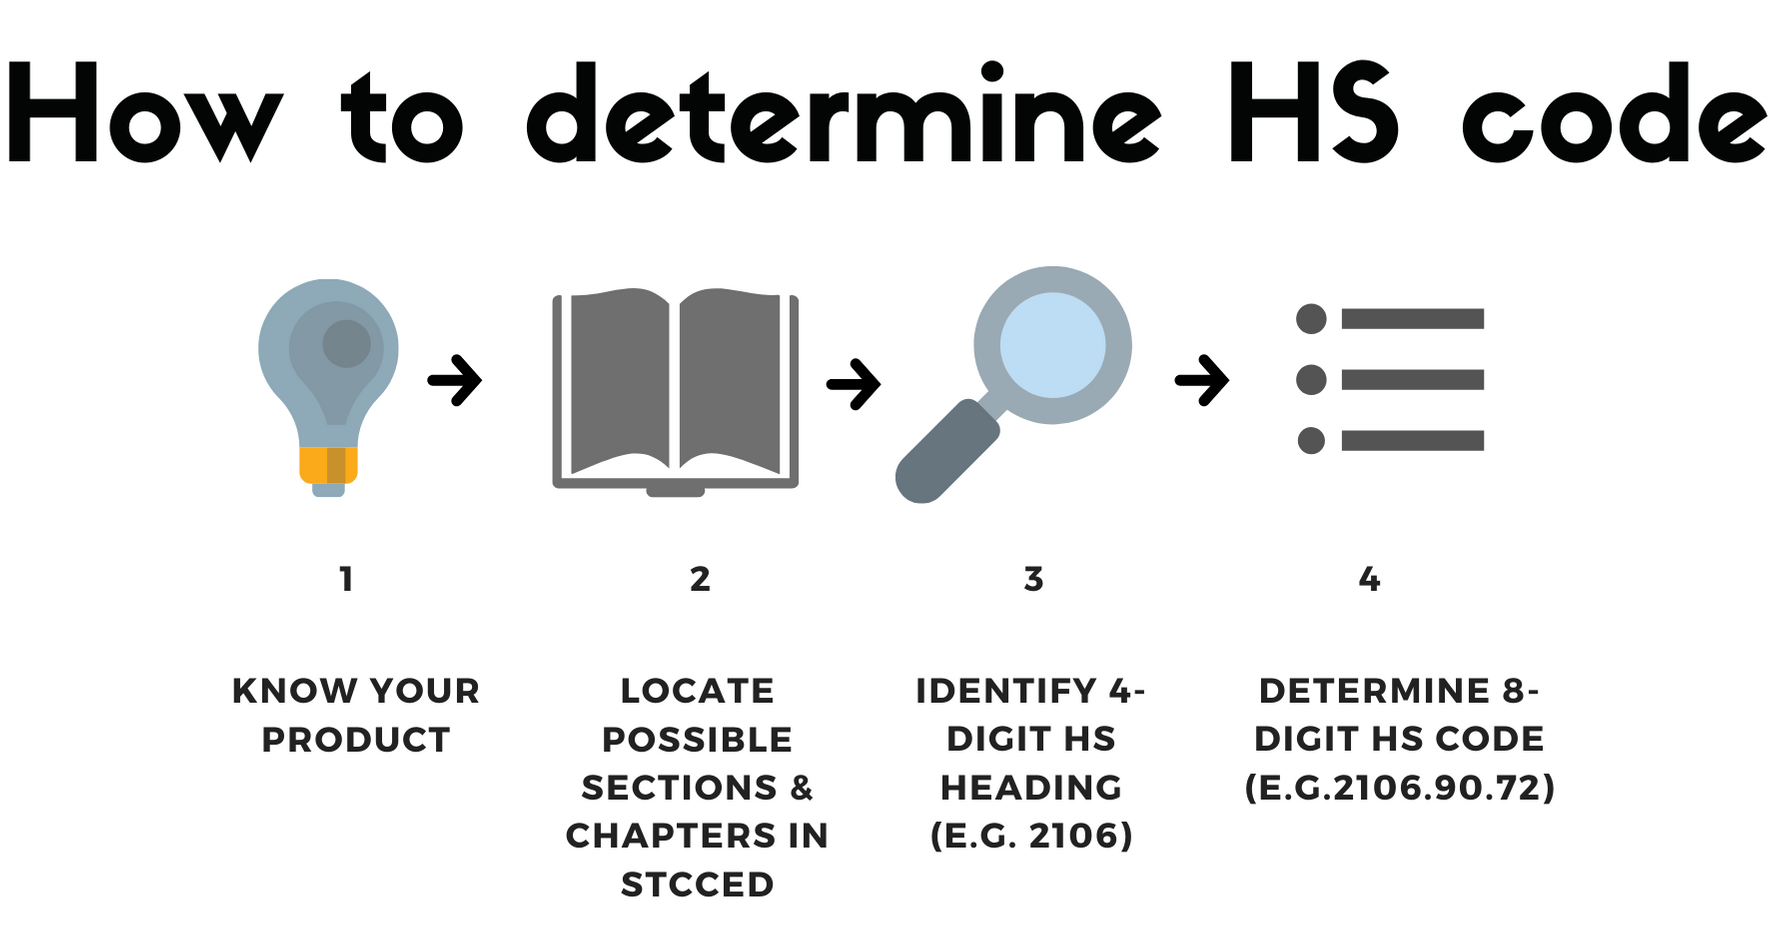 How to determine HS code
1
KNOW YOUR
PRODUCT
2
LOCATE
POSSIBLE
SECTIONS &
CHAPTERS IN
STCCED
3
IDENTIFY 4-
DIGIT HS
HEADING
(E.G. 2106)
4
DETERMINE 8-
DIGIT HS CODE
(E.G.2106.90.72)